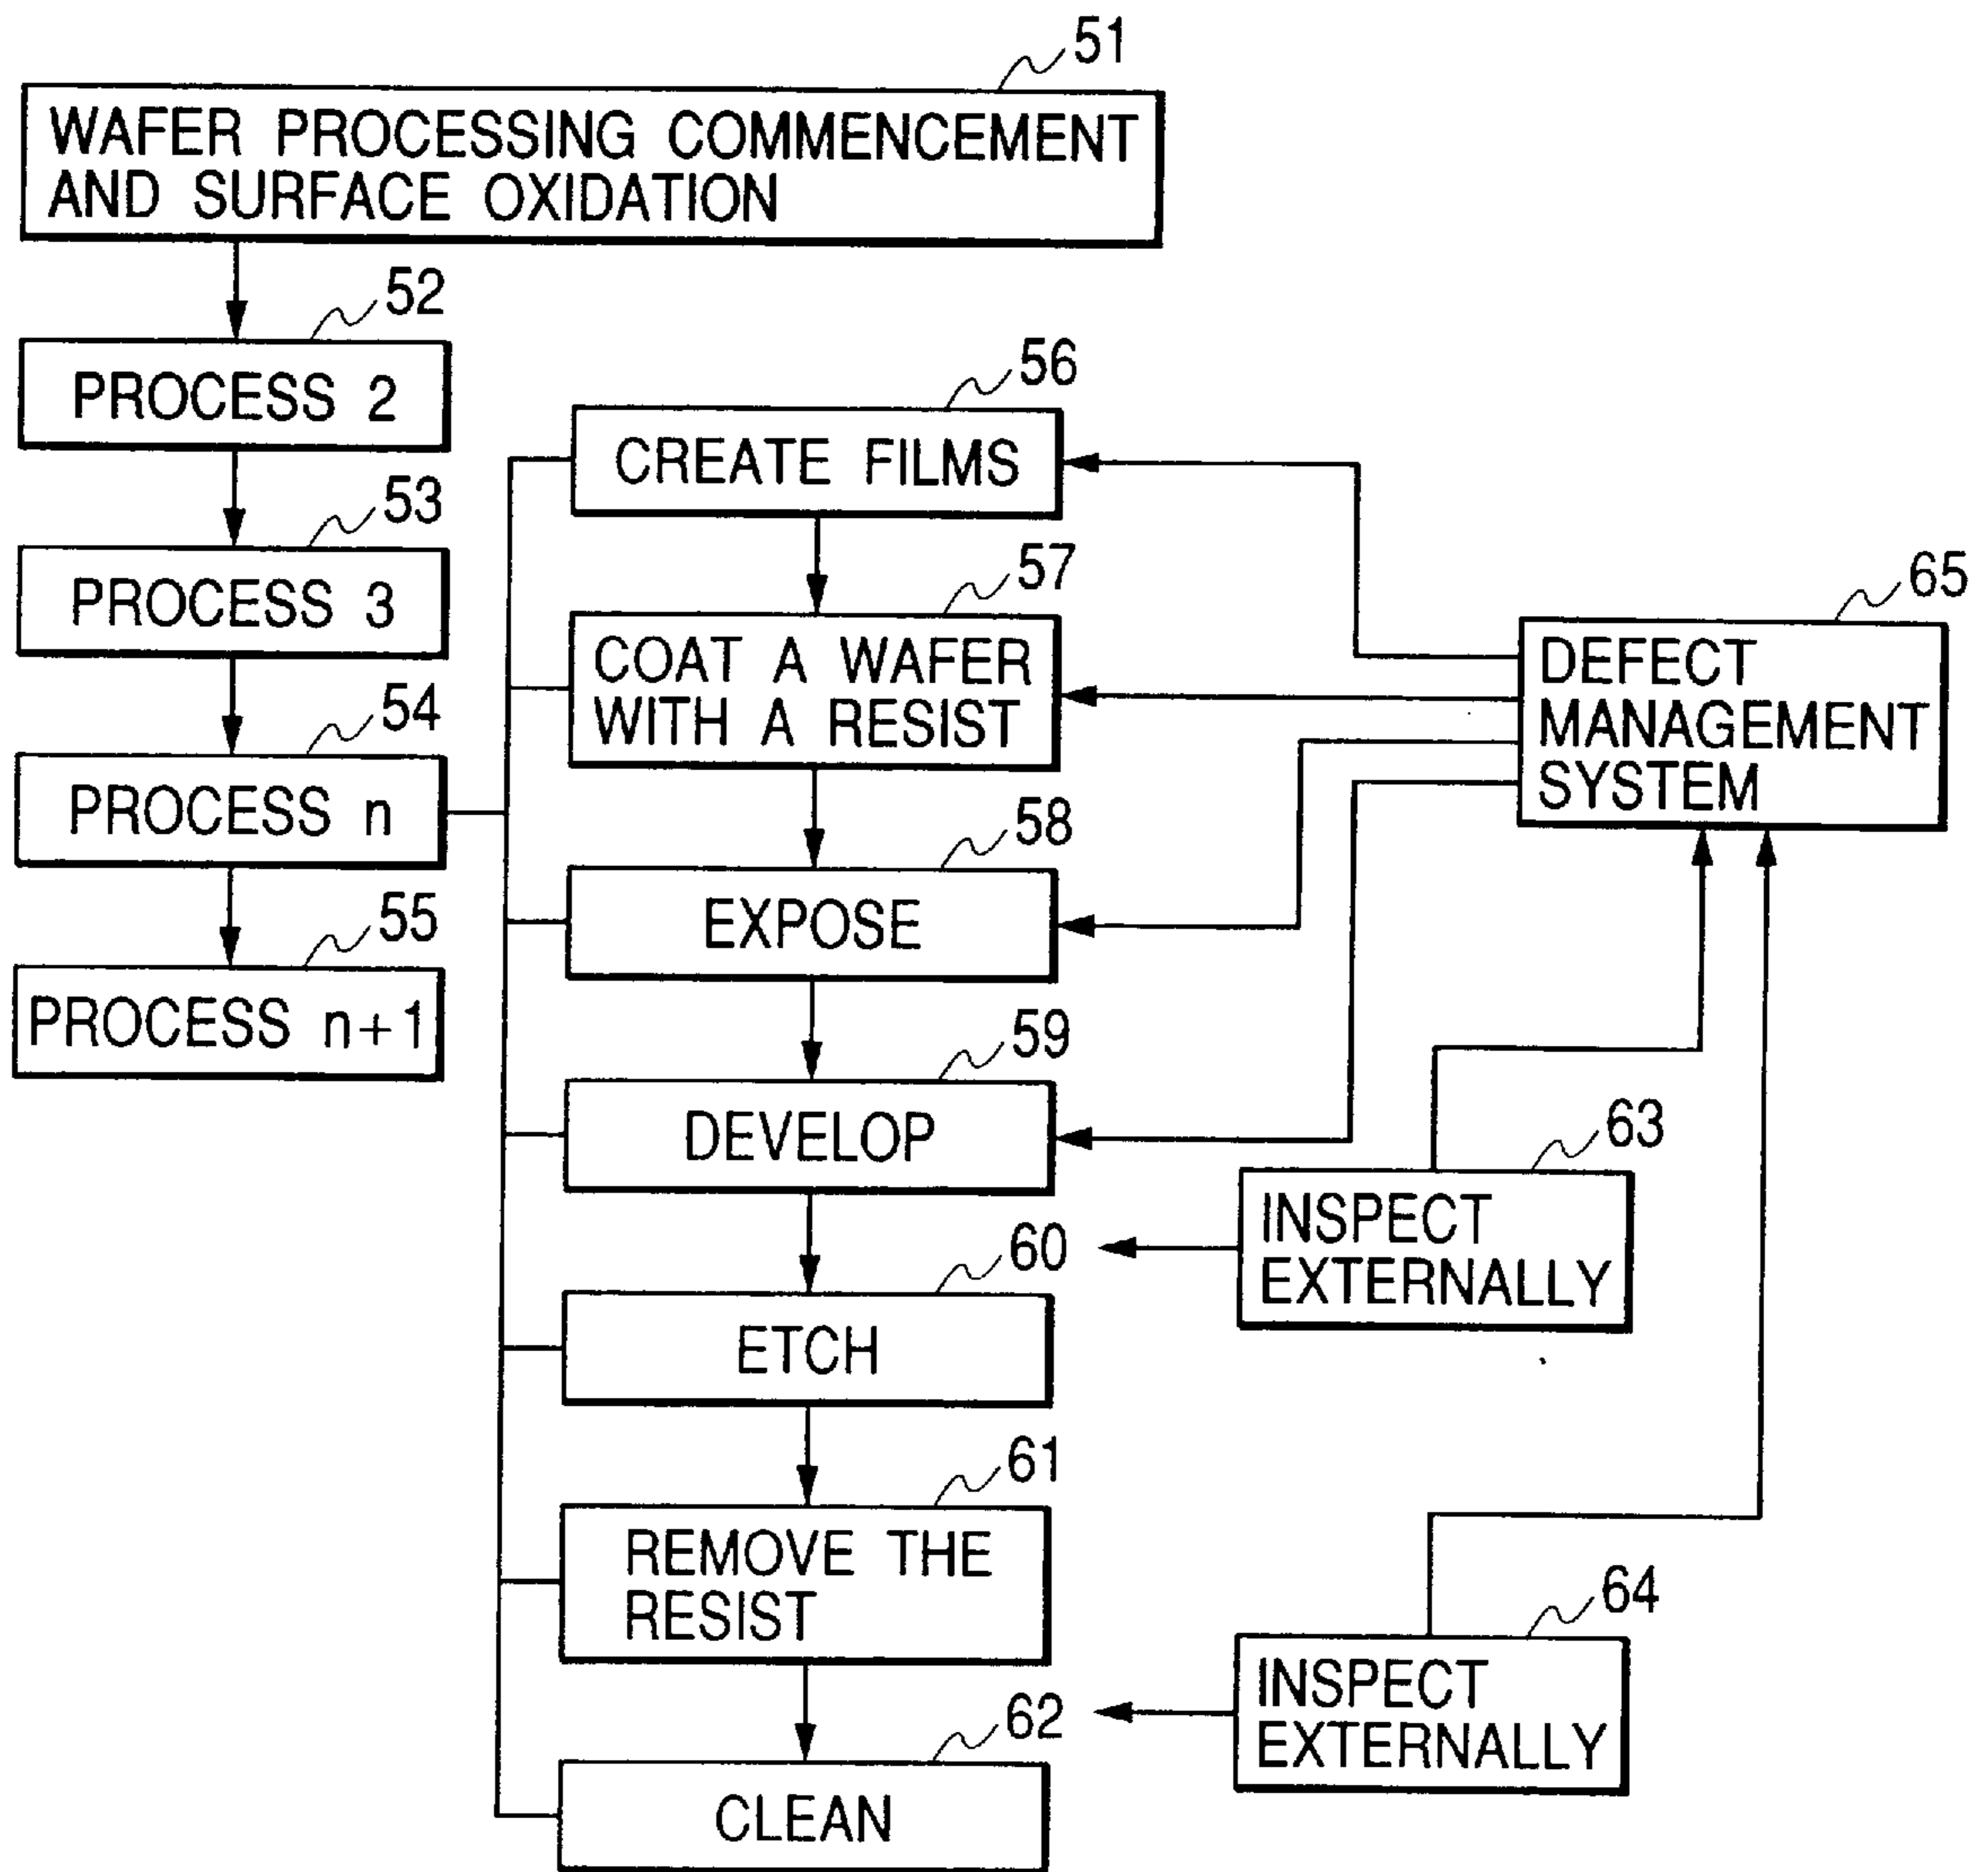 51
WAFER PROCESSING COMMENCEMENT
AND SURFACE OXIDATION
52
PROCESS 2
53
PROCESS 3
54
PROCESS n
55
PROCESS n+1
56
CREATE FILMS
57
COAT A WAFER
WITH A RESIST
58
EXPOSE
59
DEVELOP
60
ETCH
61
REMOVE THE
RESIST
62
CLEAN
63
INSPECT
EXTERNALLY
64
INSPECT
EXTERNALLY
65
DEFECT
MANAGEMENT
SYSTEM